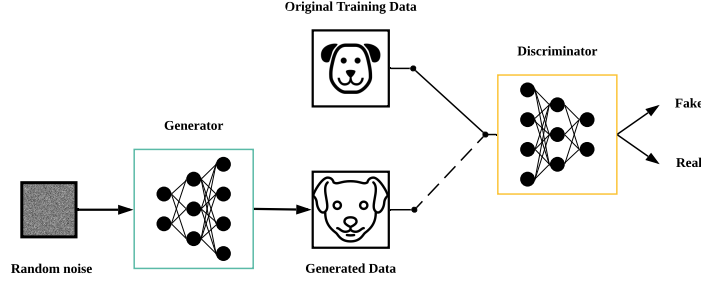 Original Training Data
Discriminator
Generator
Fake
Real
Random noise
Generated Data